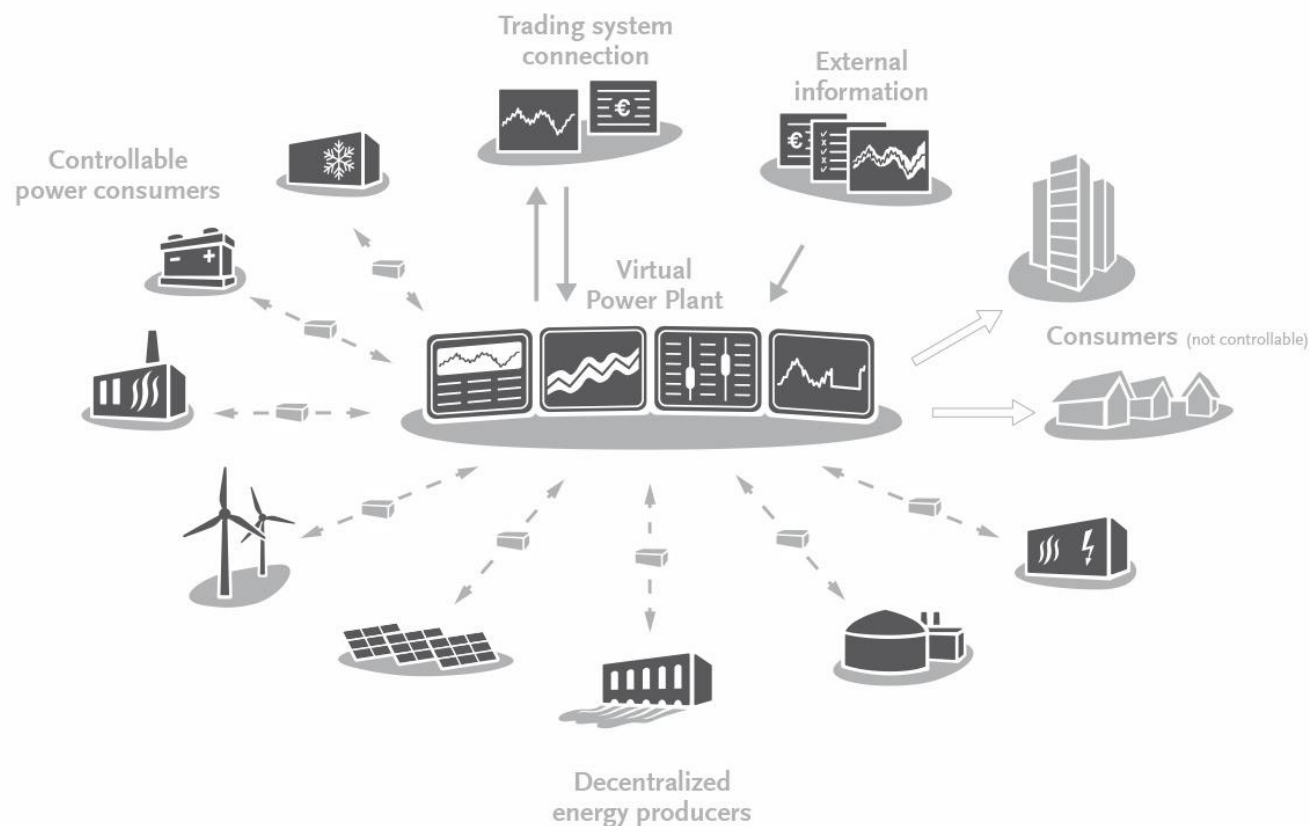 Trading system
connection
External
information
Controllable
power consumers
Virtual
Power Plant
Consumers (not controllable)
Decentralized
energy producers